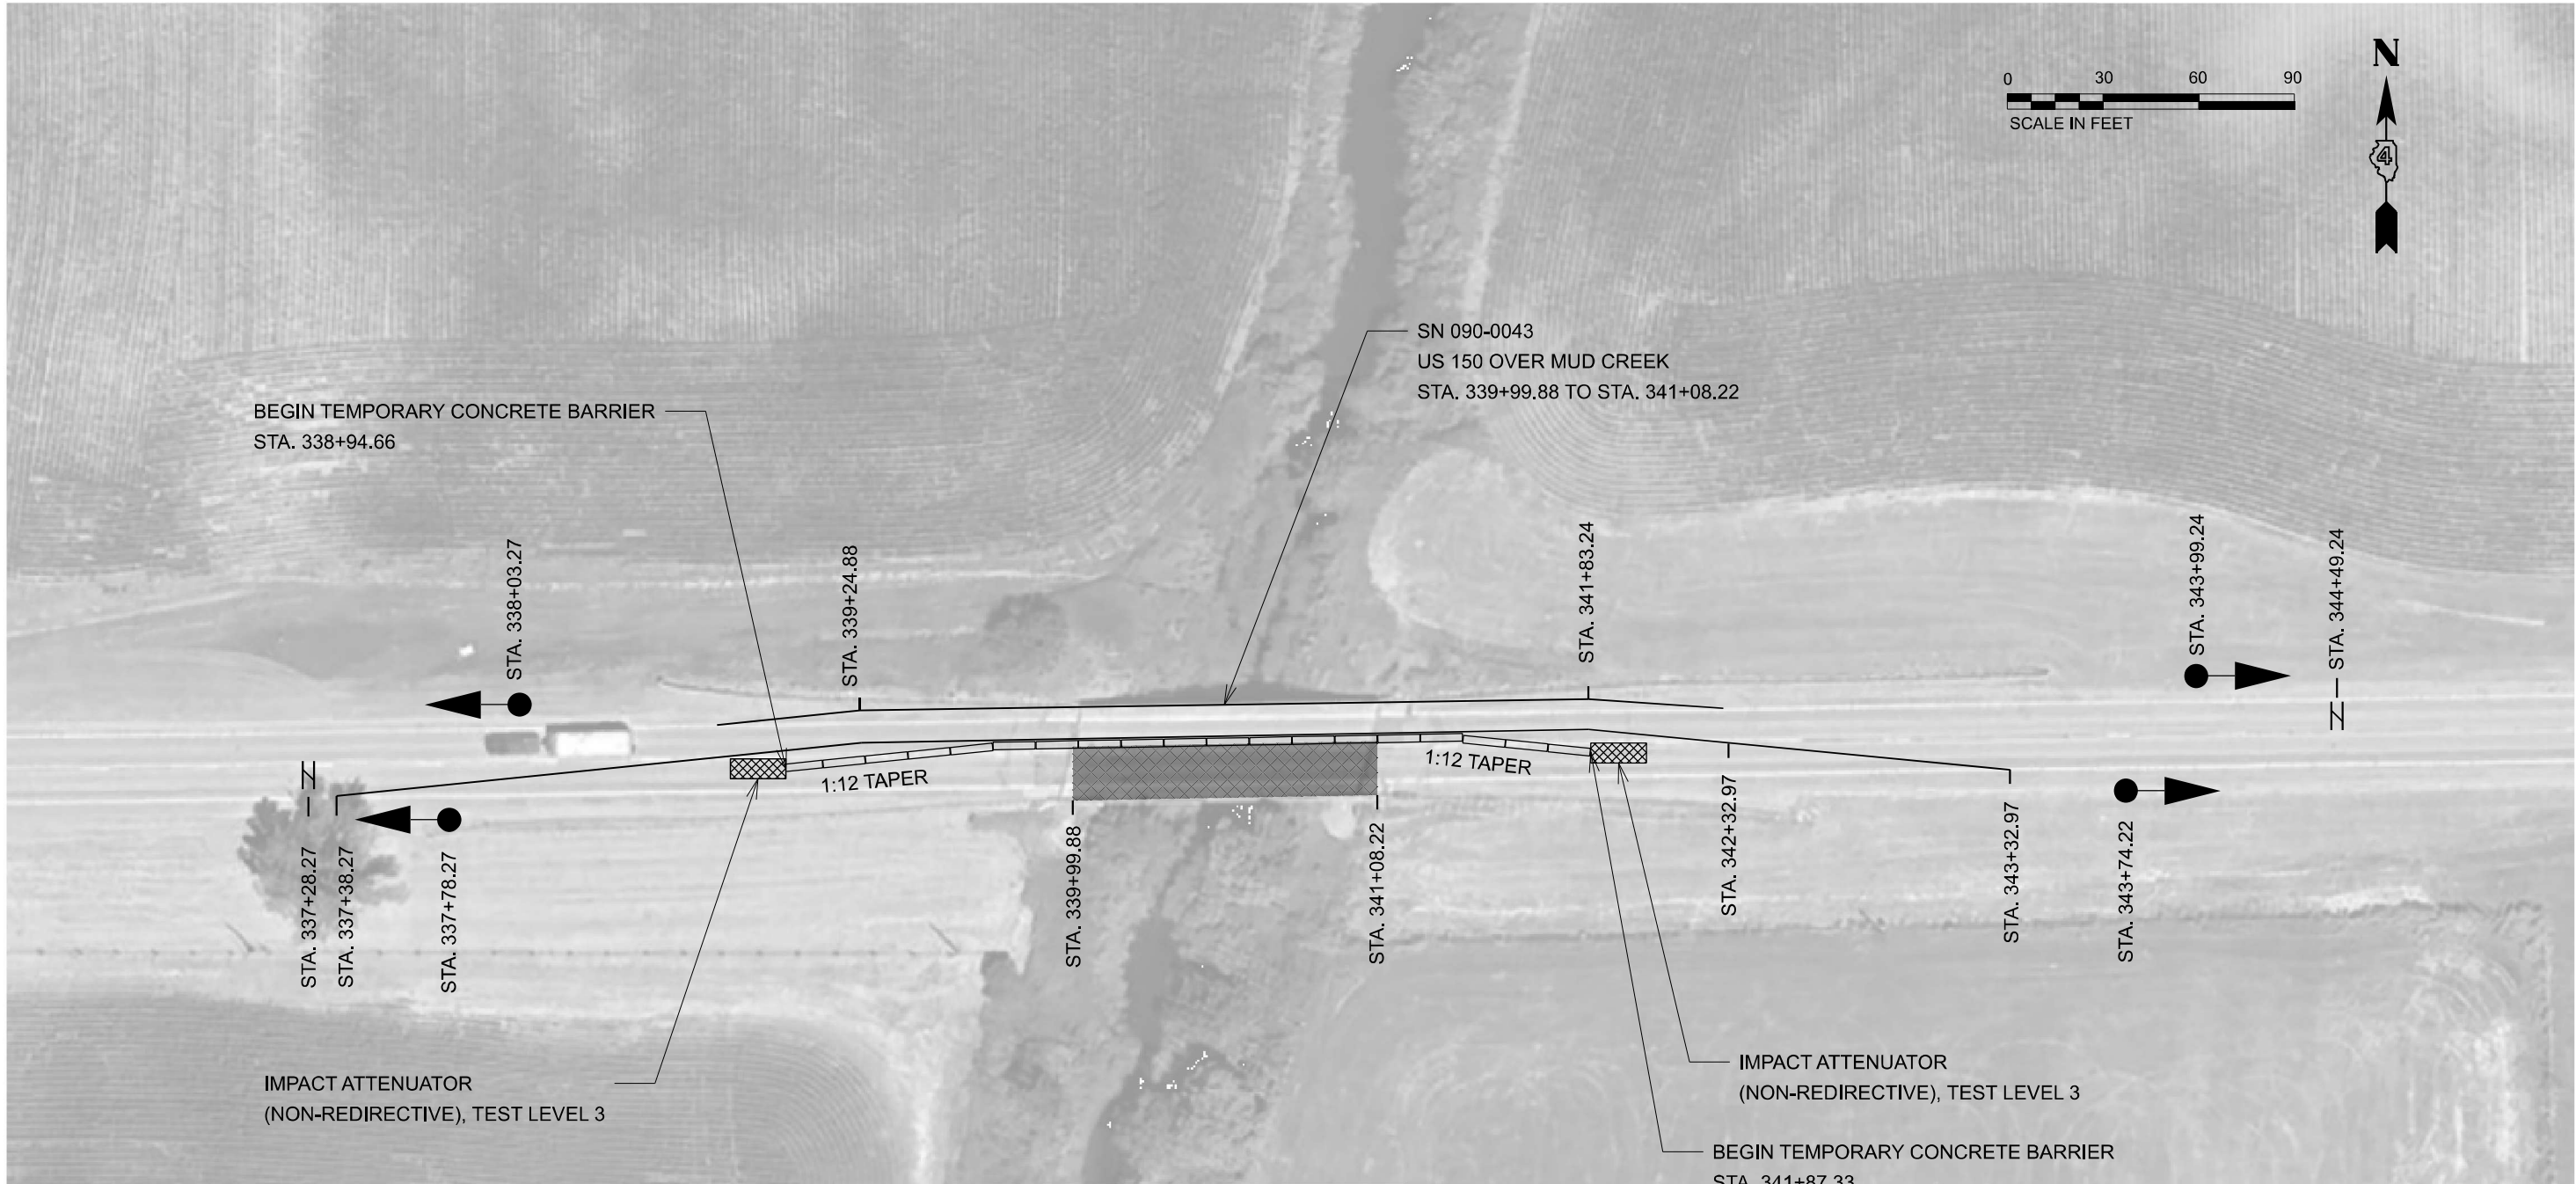 N
0 30 60 90
SCALE IN FEET
4
SN 090-0043
US 150 OVER MUD CREEK
STA. 339+99.88 TO STA. 341+08.22
BEGIN TEMPORARY CONCRETE BARRIER
STA. 338+94.66
STA. 338+03.27
STA. 339+24.88
STA. 341+83.24
STA. 343+99.24
STA. 344+49.24
1:12 TAPER
1:12 TAPER
STA. 337+28.27
STA. 337+38.27
STA. 337+78.27
STA. 339+99.88
STA. 341+08.22
STA. 342+32.97
STA. 343+32.97
STA. 343+74.22
IMPACT ATTENUATOR
(NON-REDIRECTIVE), TEST LEVEL 3
IMPACT ATTENUATOR
(NON-REDIRECTIVE), TEST LEVEL 3
BEGIN TEMPORARY CONCRETE BARRIER
STA. 341+87.33